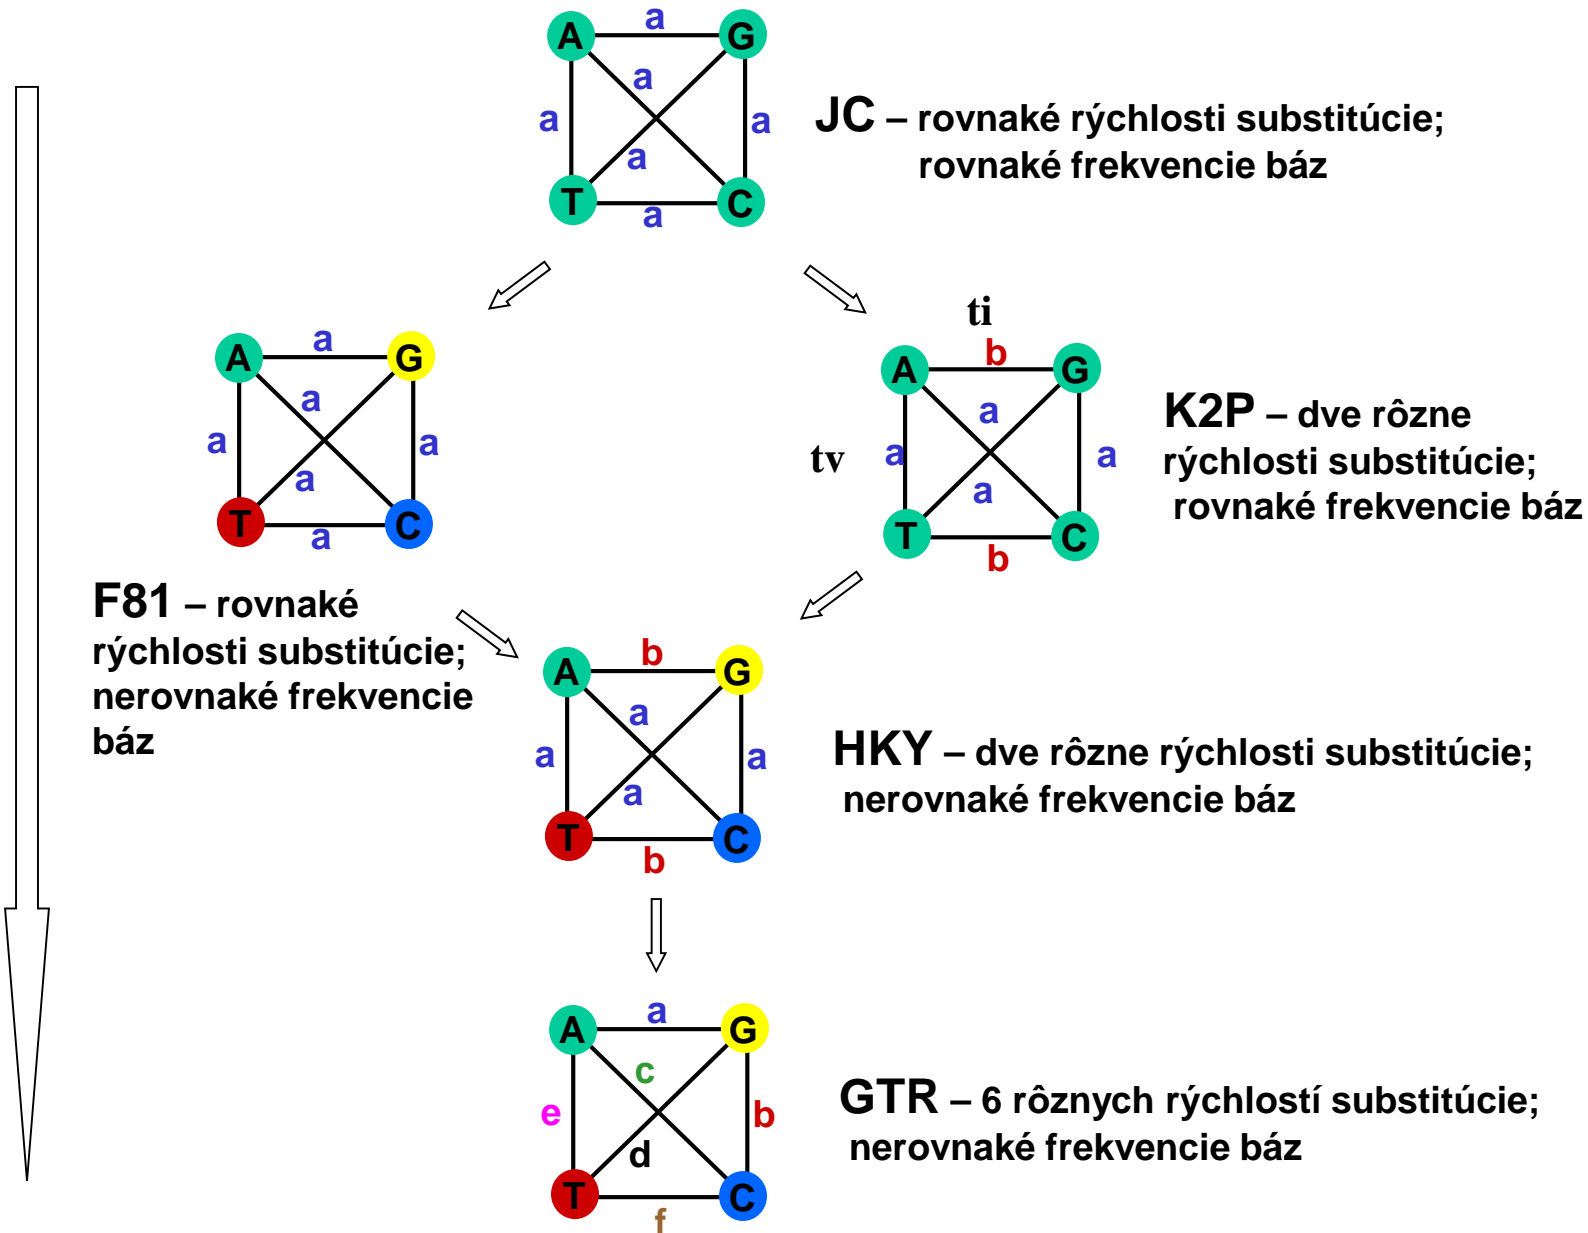 a
A G
a
a a
a
T C
a
JC – rovnaké rýchlosti substitúcie;
rovnaké frekvencie báz
a
A G
a
a a
a
T C
a
F81 – rovnaké
rýchlosti substitúcie;
nerovnaké frekvencie
báz
ti
b
A G
a
tv a a
a
T C
b
K2P – dve rôzne
rýchlosti substitúcie;
rovnaké frekvencie báz
b
A G
a
a a
a
T C
b
HKY – dve rôzne rýchlosti substitúcie;
nerovnaké frekvencie báz
a
A G
c
e b
d
T C
f
GTR – 6 rôznych rýchlostí substitúcie;
nerovnaké frekvencie báz